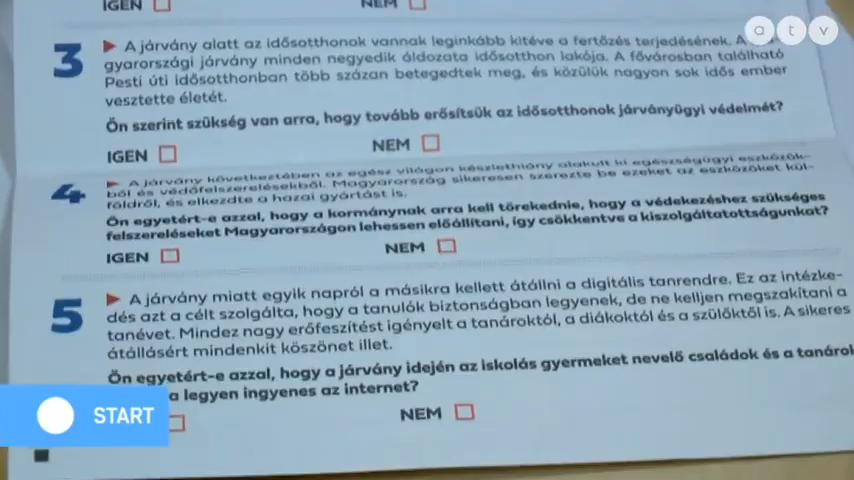 IGEN NEM
atv
3 A járvány alatt az idősotthonok vannak leginkább kitéve a fertőzés terjedésének. A
gyarországi járvány minden negyedik áldozata idősotthon lakója. A fővárosban található
Pesti úti idősotthonban több százan betegedtek meg, és közülük nagyon sok idős ember
vesztette életét.
Ön szerint szükség van arra, hogy tovább erősítsük az idősotthonok járványügyi védelmét?
IGEN NEM
4 A járvány következtében az egész világon készlethiány alakult ki egészségügyi eszközök-
ből és védőfelszerelésekből. Magyarország sikeresen szerezte be ezeket az eszközöket kül-
földről, és elkezdte a hazai gyártást is.
Ön egyetért-e azzal, hogy a kormánynak arra kell törekednie, hogy a védekezéshez szükséges
felszereléseket Magyarországon lehessen előállítani, így csökkentve a kiszolgáltatottságunkat?
IGEN NEM
5 A járvány miatt egyik napról a másikra kellett átállni a digitális tanrendre. Ez az intézke-
dés azt a célt szolgálta, hogy a tanulók biztonságban legyenek, de ne kelljen megszakítani a
tanévet. Mindez nagy erőfeszítést igényelt a tanároktól, a diákoktól és a szülőktől is. A sikeres
átállásért mindenkit köszönet illet.
Ön egyetért-e azzal, hogy a járvány idején az iskolás gyermeket nevelő családok és a tanárok
a legyen ingyenes az internet?
START
NEM